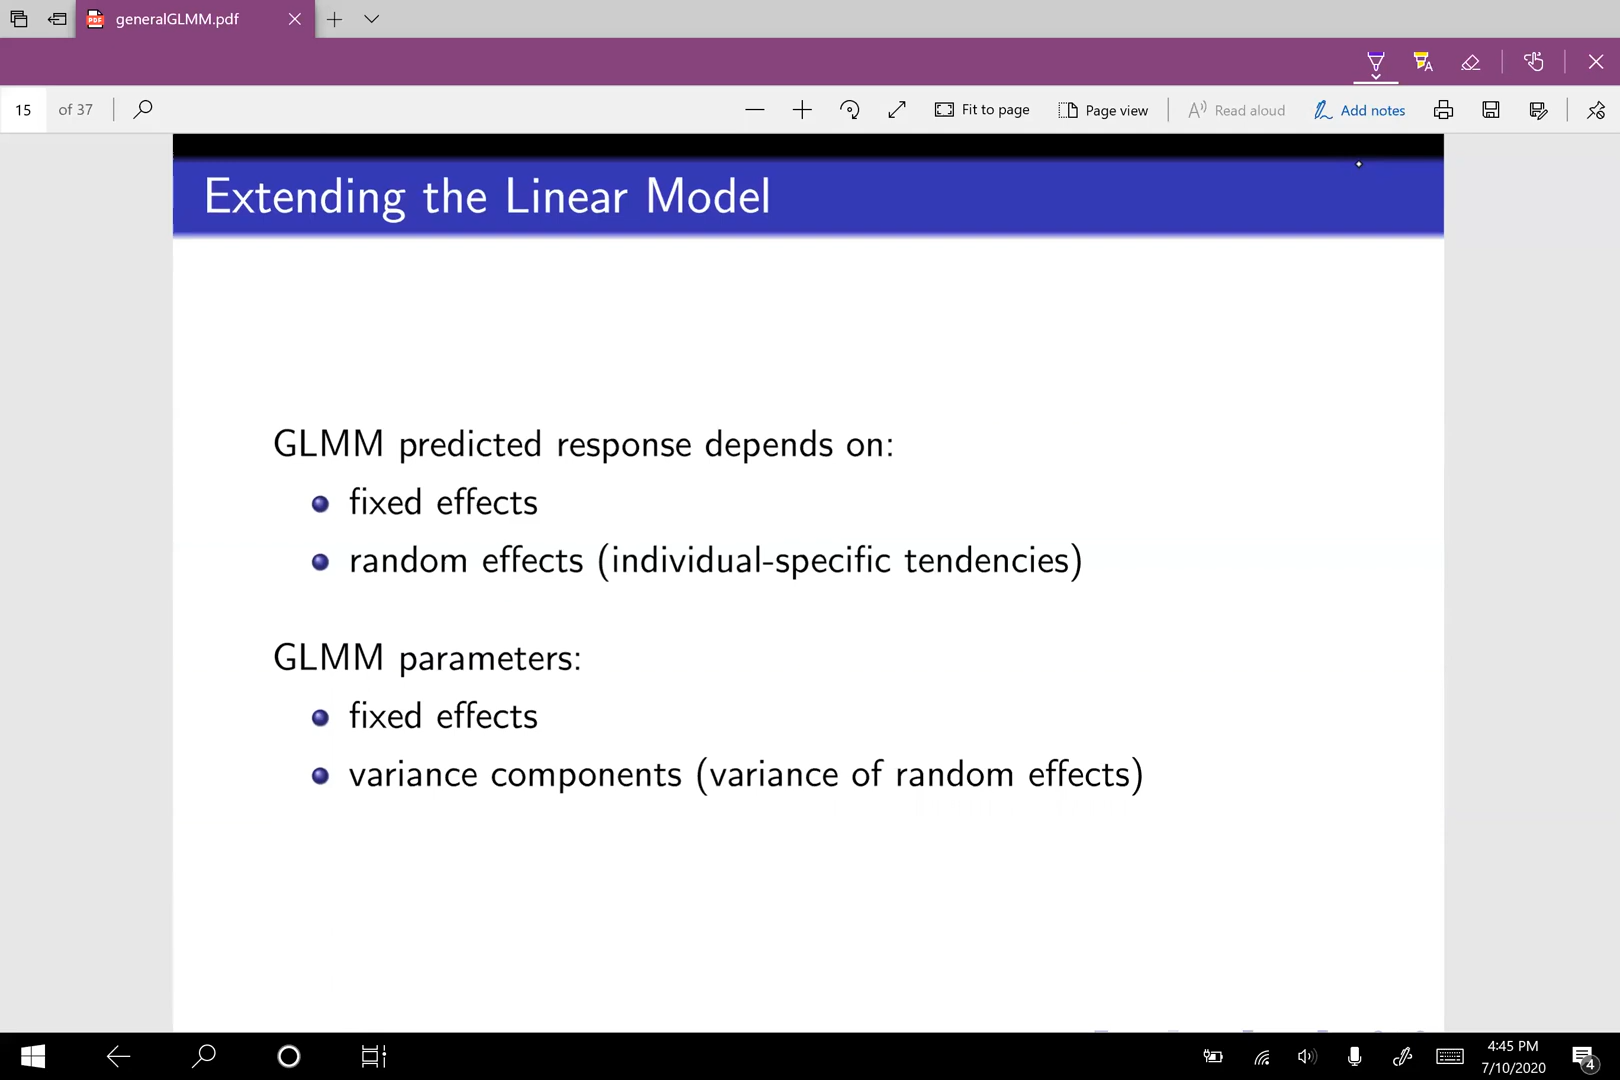 generalGLMM.pdf
15 of 37
Fit to page
Page view
Read aloud
Add notes
Extending the Linear Model
GLMM predicted response depends on:
fixed effects
random effects (individual-specific tendencies)
GLMM parameters:
fixed effects
variance components (variance of random effects)
4:45 PM
7/10/2020
4